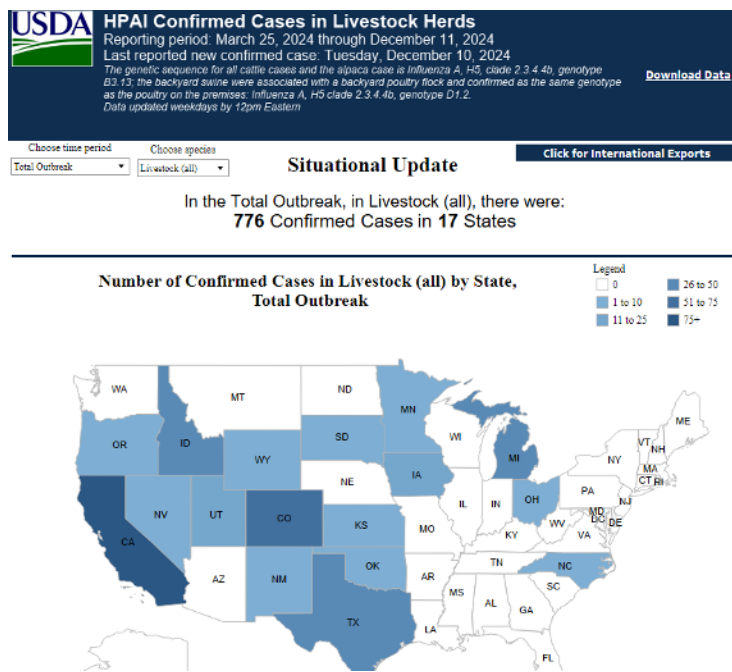 USDA
HPAI Confirmed Cases in Livestock Herds
Reporting period: March 25, 2024 through December 11, 2024
Last reported new confirmed case: Tuesday, December 10, 2024
The genetic sequence for all cattle cases and the alpaca case is Influenza A, H5, clade 2.3.4.4b, genotype
B3.13; the backyard swine were associated with a backyard poultry flock and confirmed as the same genotype
as the poultry on the premises: Influenza A, H5 clade 2.3.4.4b, genotype D1.2.
Data updated weekdays by 12pm Eastern
Download Data
Choose time period
Total Outbreak
Choose species
Livestock (all)
Situational Update
Click for International Exports
In the Total Outbreak, in Livestock (all), there were:
776 Confirmed Cases in 17 States
Number of Confirmed Cases in Livestock (all) by State,
Total Outbreak
Legend
0
1 to 10
11 to 25
26 to 50
51 to 75
75+
WA
MT
ND
MN
OR
ID
SD
WI
WY
MI
ME
VT
NH
NY
MA
CT
RI
IA
NE
PA
NJ
NV
UT
CO
IL
IN
OH
MD
DC
DE
WV
VA
CA
KS
MO
KY
AZ
NM
OK
AR
TN
NC
SC
MS
AL
GA
TX
LA
FL